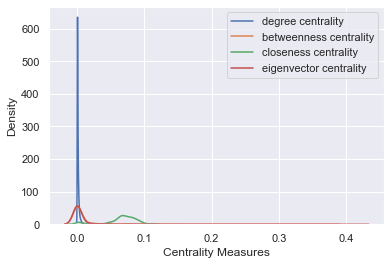 degree centrality
betweenness centrality
closeness centrality
eigenvector centrality
600
500
400
300
200
100
0
Density
0.0 0.1 0.2 0.3 0.4
Centrality Measures